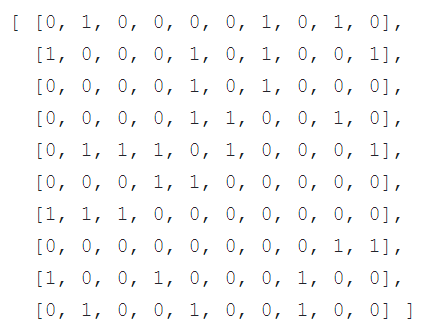 [ [0, 1, 0, 0, 0, 0, 1, 0, 1, 0],
[1, 0, 0, 0, 1, 0, 1, 0, 0, 1],
[0, 0, 0, 0, 1, 0, 1, 0, 0, 0],
[0, 0, 0, 0, 1, 1, 0, 0, 1, 0],
[0, 1, 1, 1, 0, 1, 0, 0, 0, 1],
[0, 0, 0, 1, 1, 0, 0, 0, 0, 0],
[1, 1, 1, 0, 0, 0, 0, 0, 0, 0],
[0, 0, 0, 0, 0, 0, 0, 0, 1, 1],
[1, 0, 0, 1, 0, 0, 0, 1, 0, 0],
[0, 1, 0, 0, 1, 0, 0, 1, 0, 0] ]